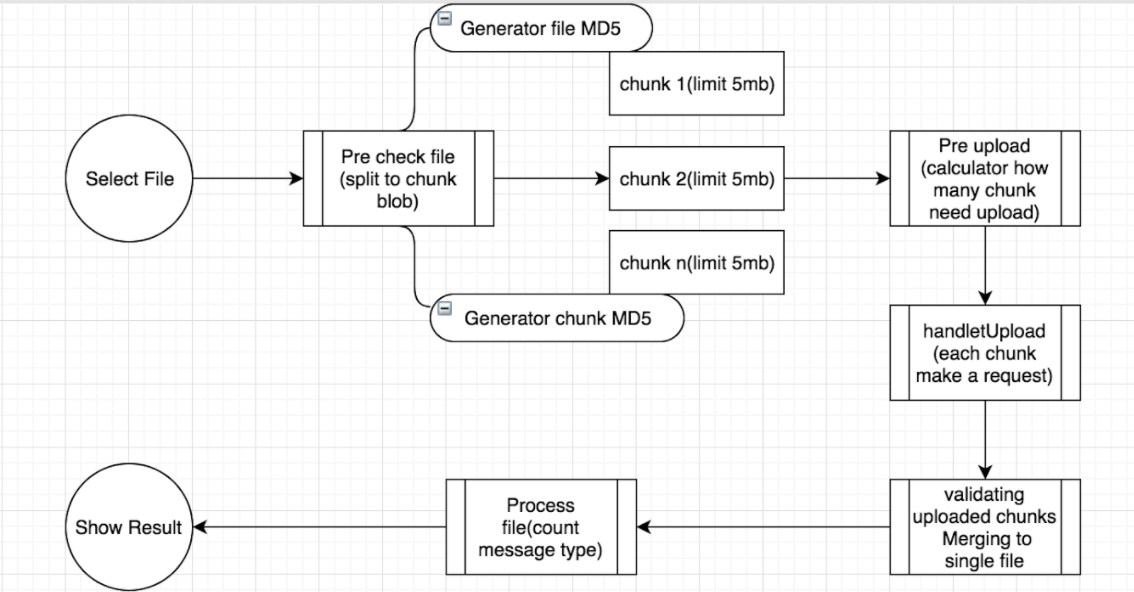 Generator file MD5
chunk 1(limit 5mb)
Select File
Pre check file
(split to chunk
blob)
chunk 2(limit 5mb)
Pre upload
(calculator how
many chunk
need upload)
chunk n(limit 5mb)
Generator chunk MD5
handletUpload
(each chunk
make a request)
validating
uploaded chunks
Merging to
single file
Process
file(count
message type)
Show Result